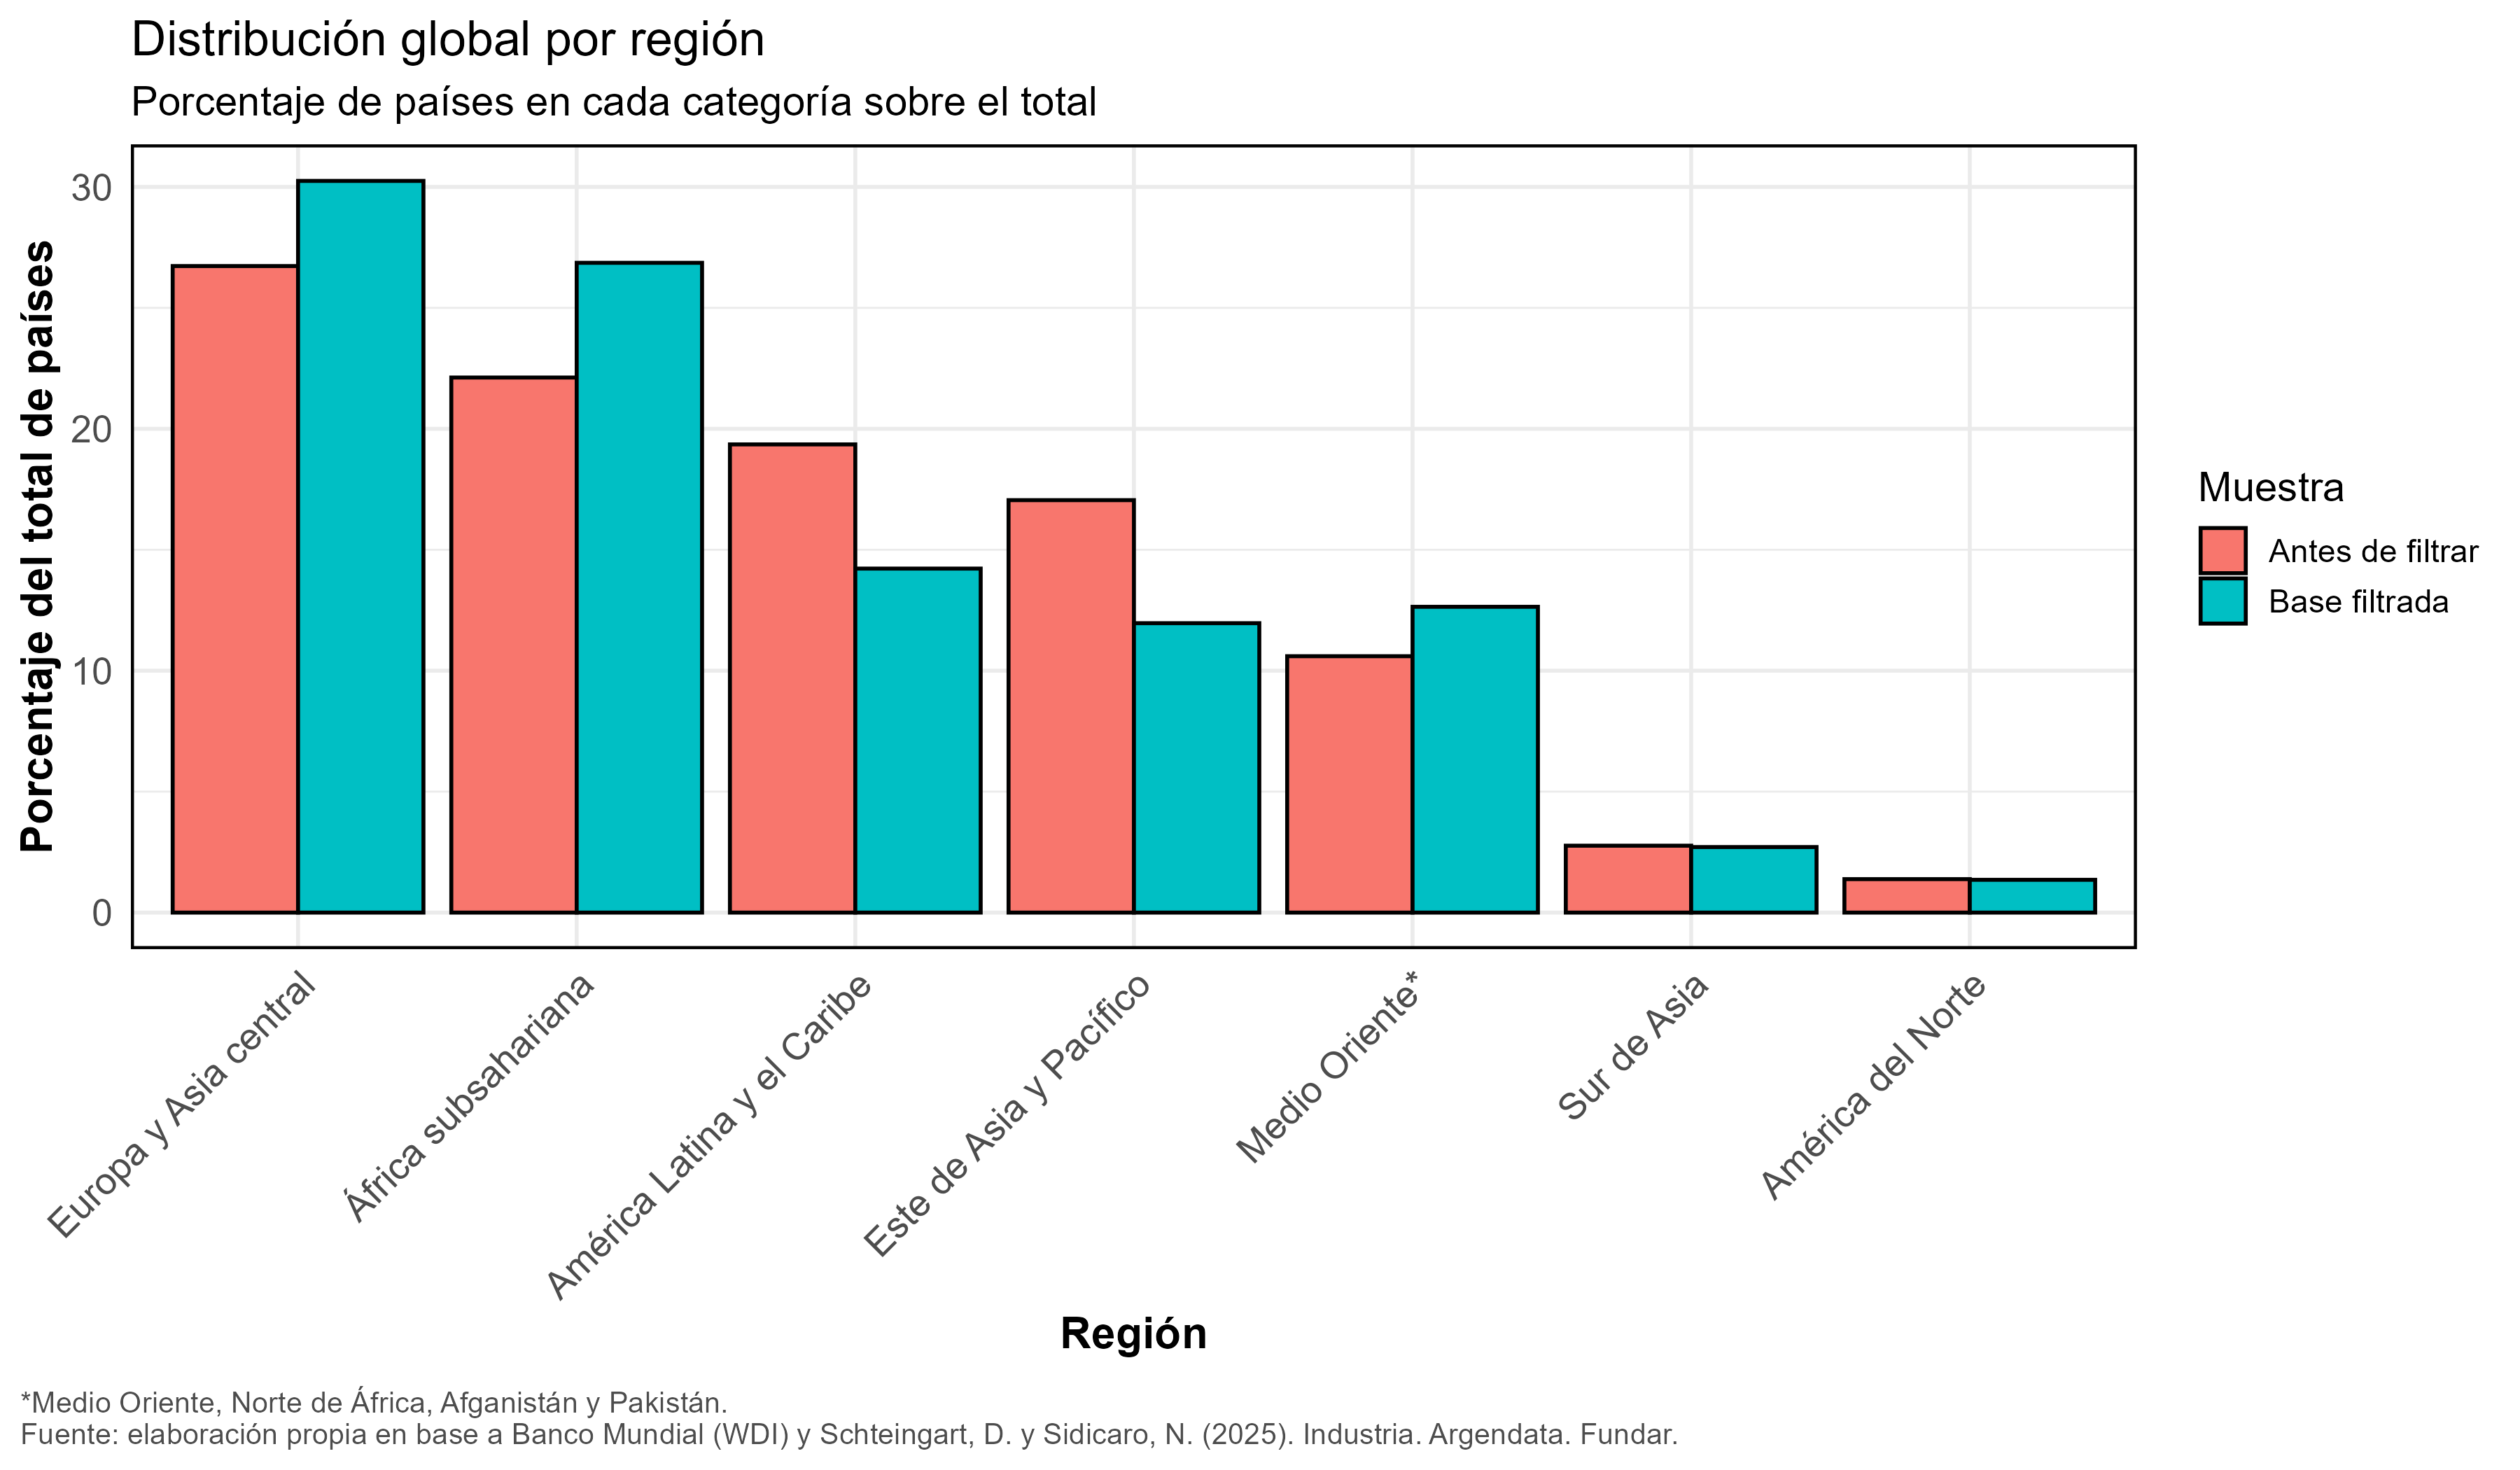 Distribución global por región
Porcentaje de países en cada categoría sobre el total
Porcentaje del total de países
30
20
10
0
Muestra
Antes de filtrar
Base filtrada
Europa y Asia central
África subsahariana
América Latina y el Caribe
Este de Asia y Pacífico
Medio Oriente*
Sur de Asia
América del Norte
Región
*Medio Oriente, Norte de África, Afganistán y Pakistán.
Fuente: elaboración propia en base a Banco Mundial (WDI) y Schteingart, D. y Sidicaro, N. (2025). Industria. Argendata. Fundar.